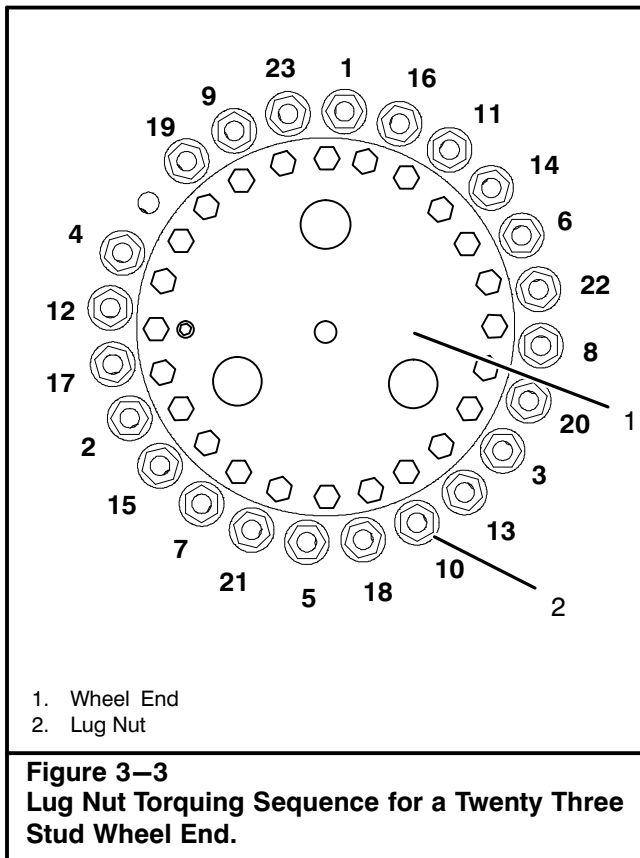 23 1 16
9 11
19 14
4 6
12 22
17 8
2 20 1
15 3
7 13
21 5 18 10
2
1. Wheel End
2. Lug Nut
Figure 3–3
Lug Nut Torquing Sequence for a Twenty Three
Stud Wheel End.